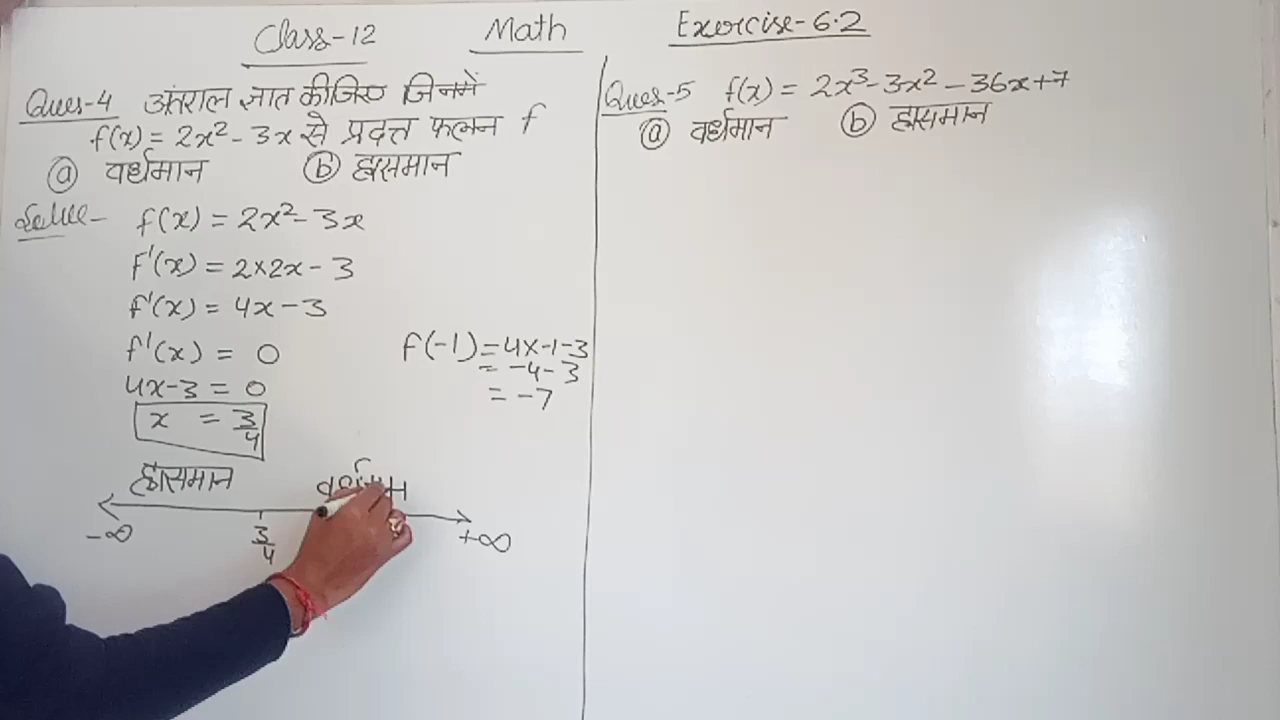 Class-12 Math Exercise-6.2
Ques-4 अंतराल ज्ञात कीजिए जिनमें
f(x) = 2x²-3x से प्रदत्त फलन f
ⓐ वर्धमान ⓑ ह्रासमान
Solve-
f(x) = 2x²-3x
f'(x) = 2×2x-3
f'(x) = 4x-3
f'(x) = 0
4x-3 = 0
x = 3/4
f(-1) = 4×-1-3
= -4-3
= -7
ह्रासमान
-∞ 3/4 +∞
Ques-5 f(x) = 2x³-3x²-36x+7
ⓐ वर्धमान ⓑ ह्रासमान